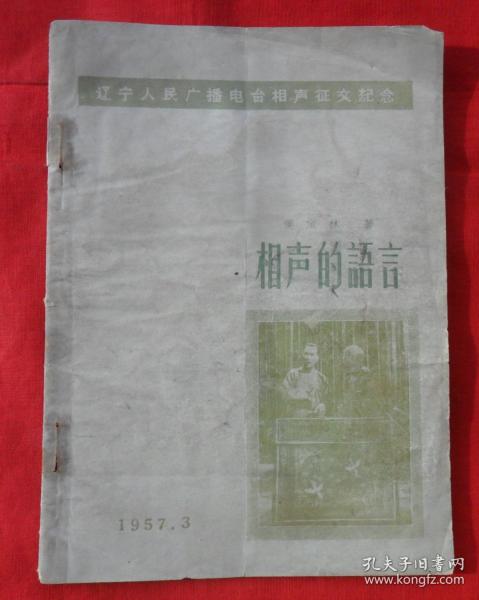 辽宁人民广播电台相声征文纪念
著
相声的語言
1957.3
孔夫子旧书网
www.kongfz.com